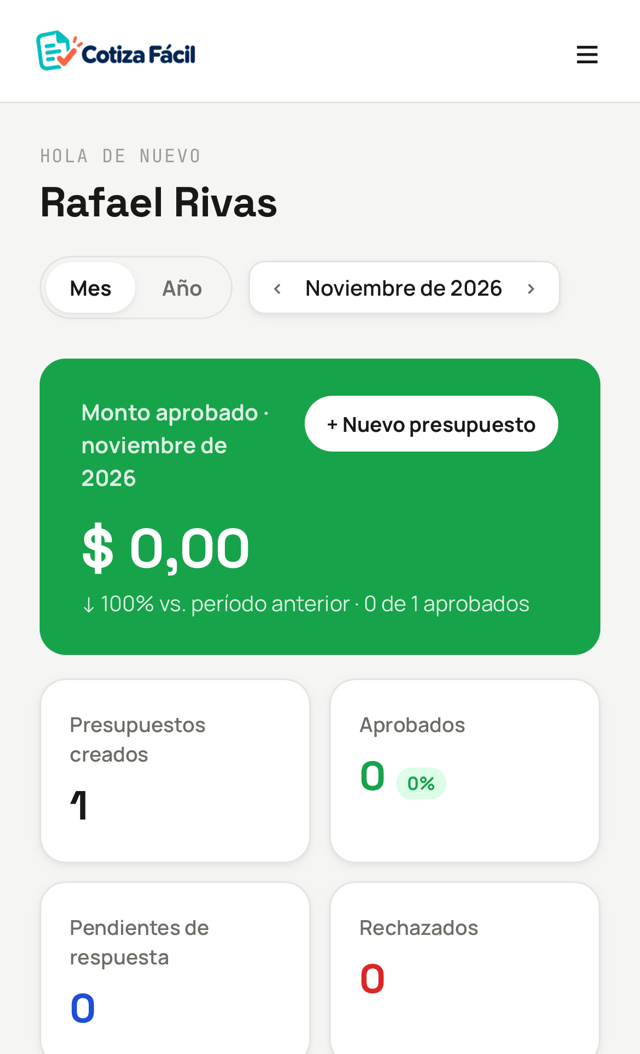 Cotiza Fácil
HOLA DE NUEVO
Rafael Rivas
Mes
Año
‹ Noviembre de 2026 ›
Monto aprobado ·
noviembre de
2026
+ Nuevo presupuesto
$ 0,00
↓ 100% vs. período anterior · 0 de 1 aprobados
Presupuestos
creados
1
Aprobados
0 0%
Pendientes de
respuesta
0
Rechazados
0